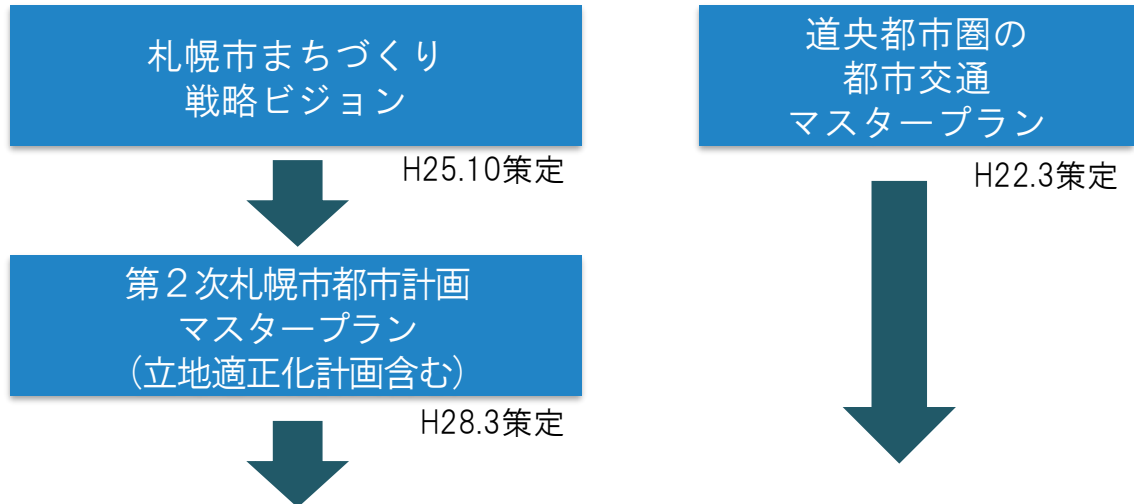 札幌市まちづくり
戦略ビジョン
H25.10策定
第２次札幌市都市計画
マスタープラン
(立地適正化計画含む)
H28.3策定
道央都市圏の
都市交通
マスタープラン
H22.3策定